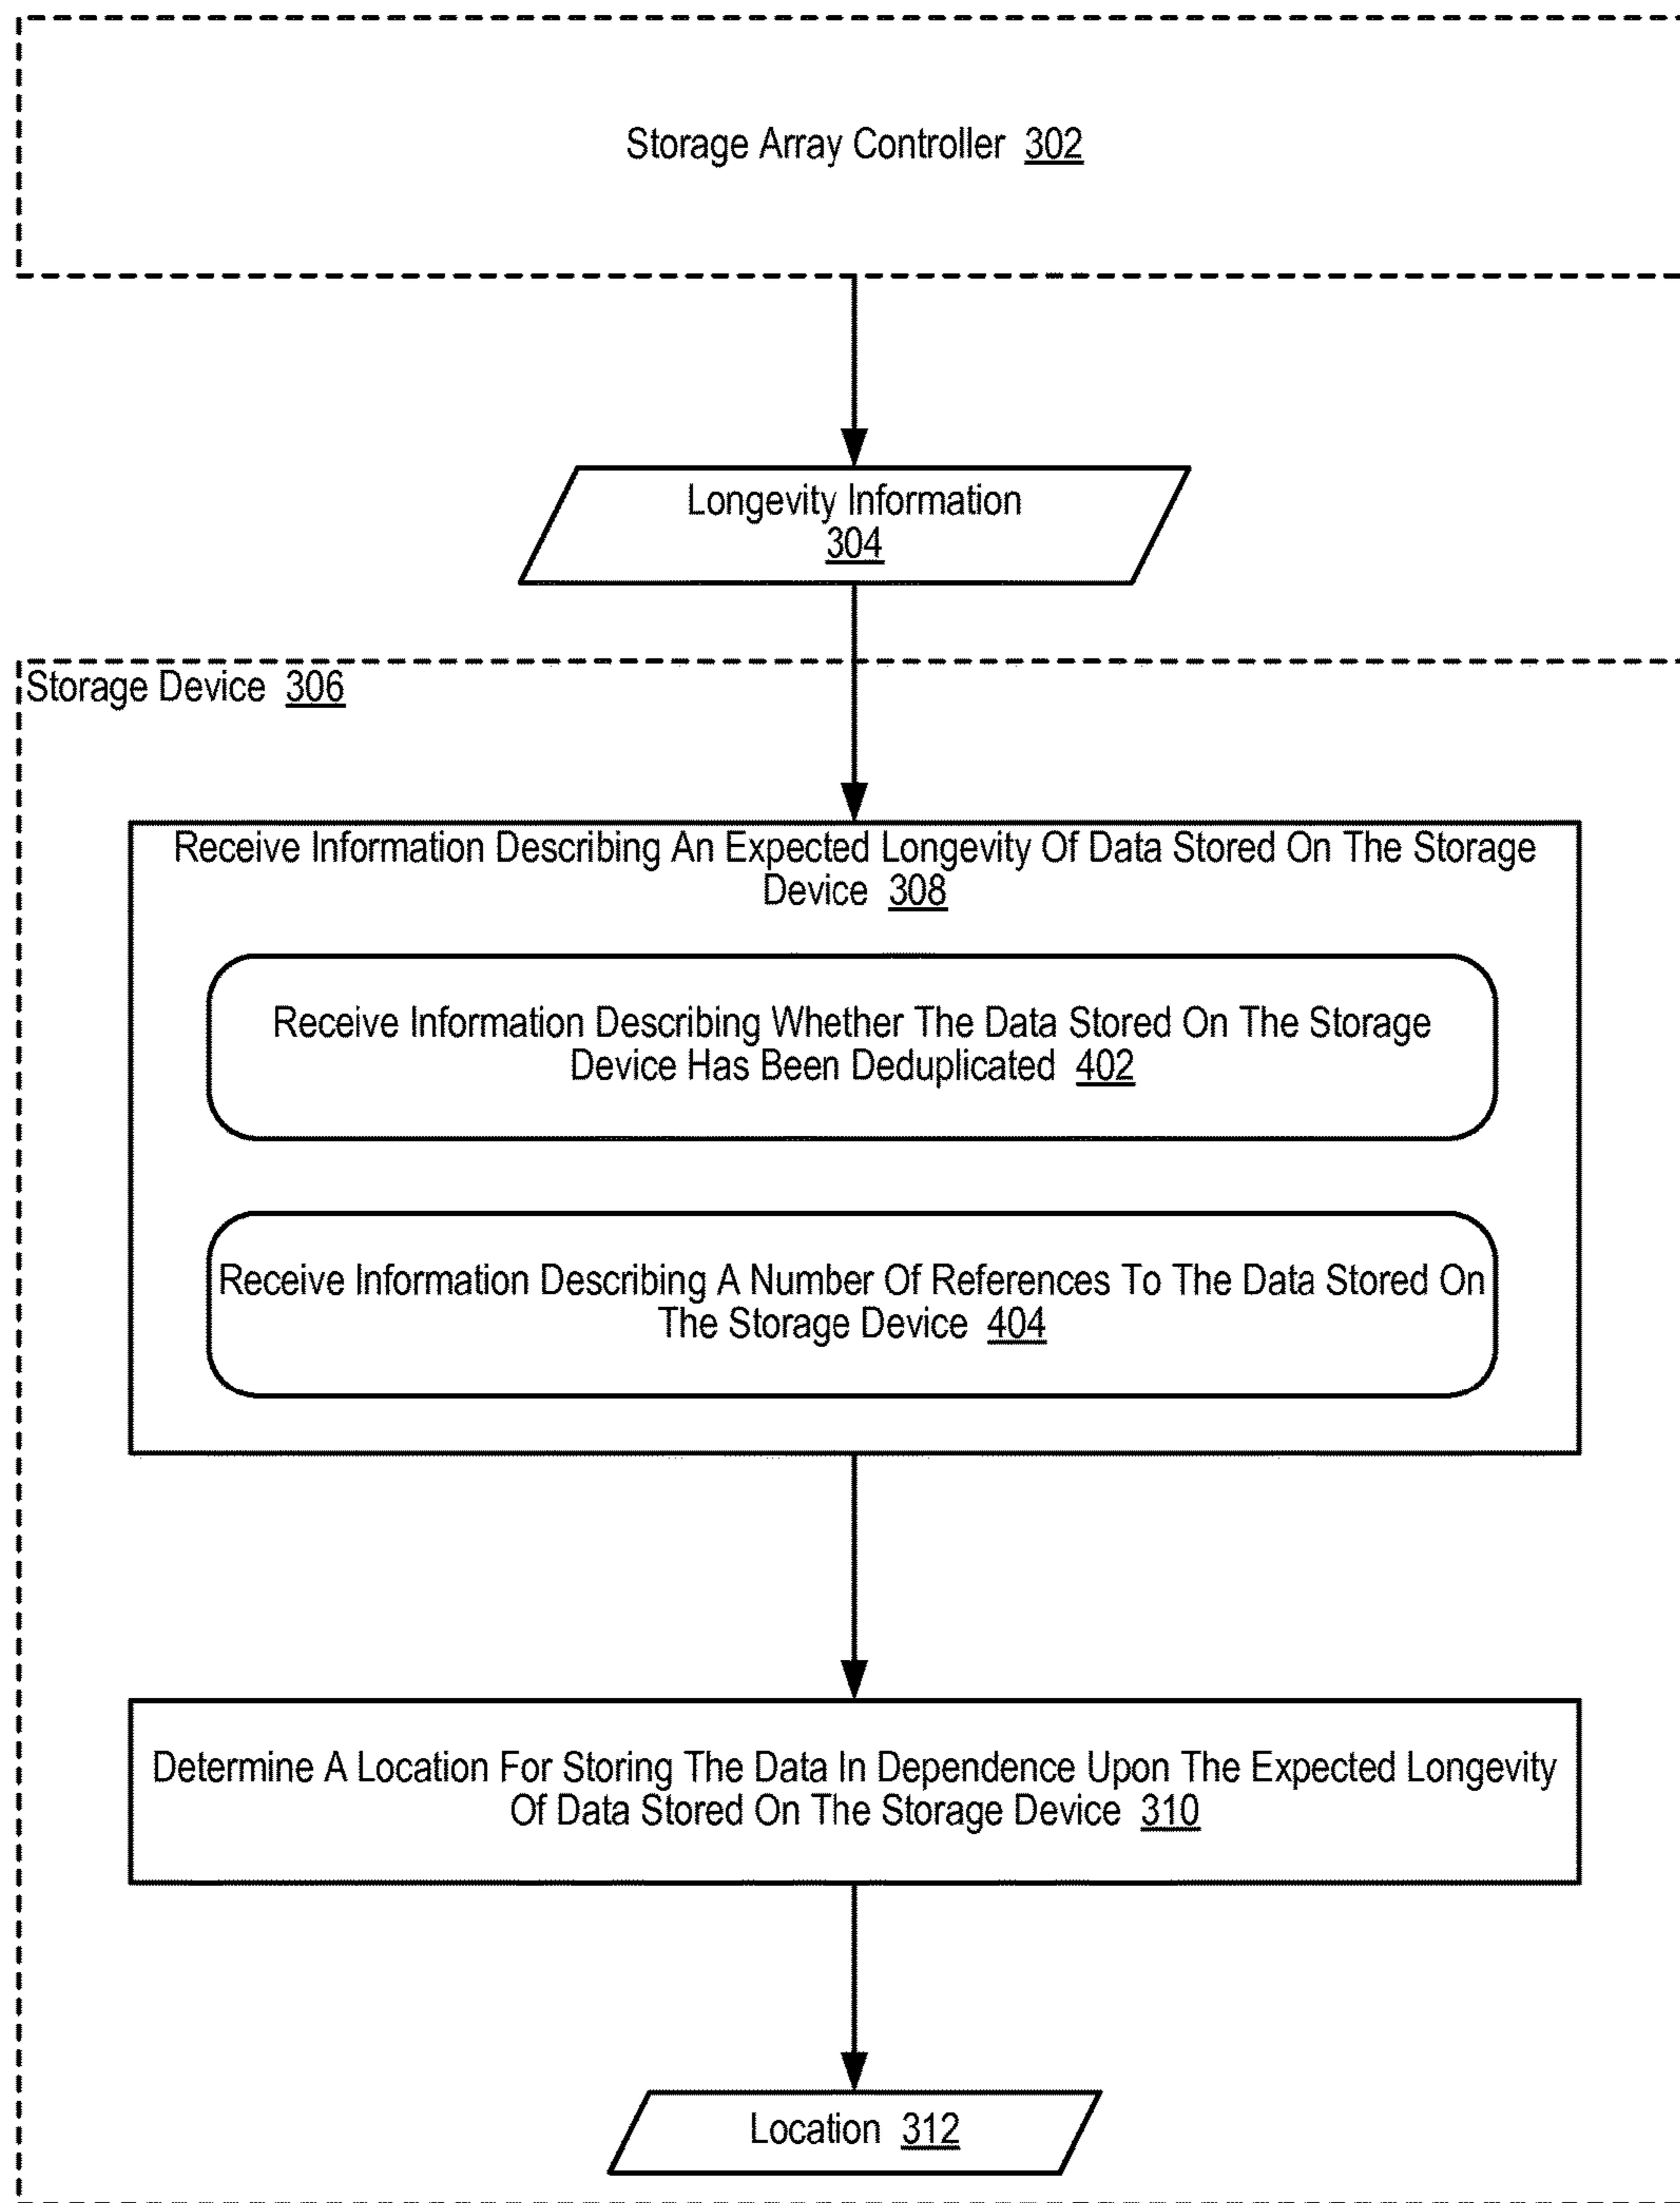 Storage Array Controller 302
Longevity Information
304
Storage Device 306
Receive Information Describing An Expected Longevity Of Data Stored On The Storage
Device 308
Receive Information Describing Whether The Data Stored On The Storage
Device Has Been Deduplicated 402
Receive Information Describing A Number Of References To The Data Stored On
The Storage Device 404
Determine A Location For Storing The Data In Dependence Upon The Expected Longevity
Of Data Stored On The Storage Device 310
Location 312